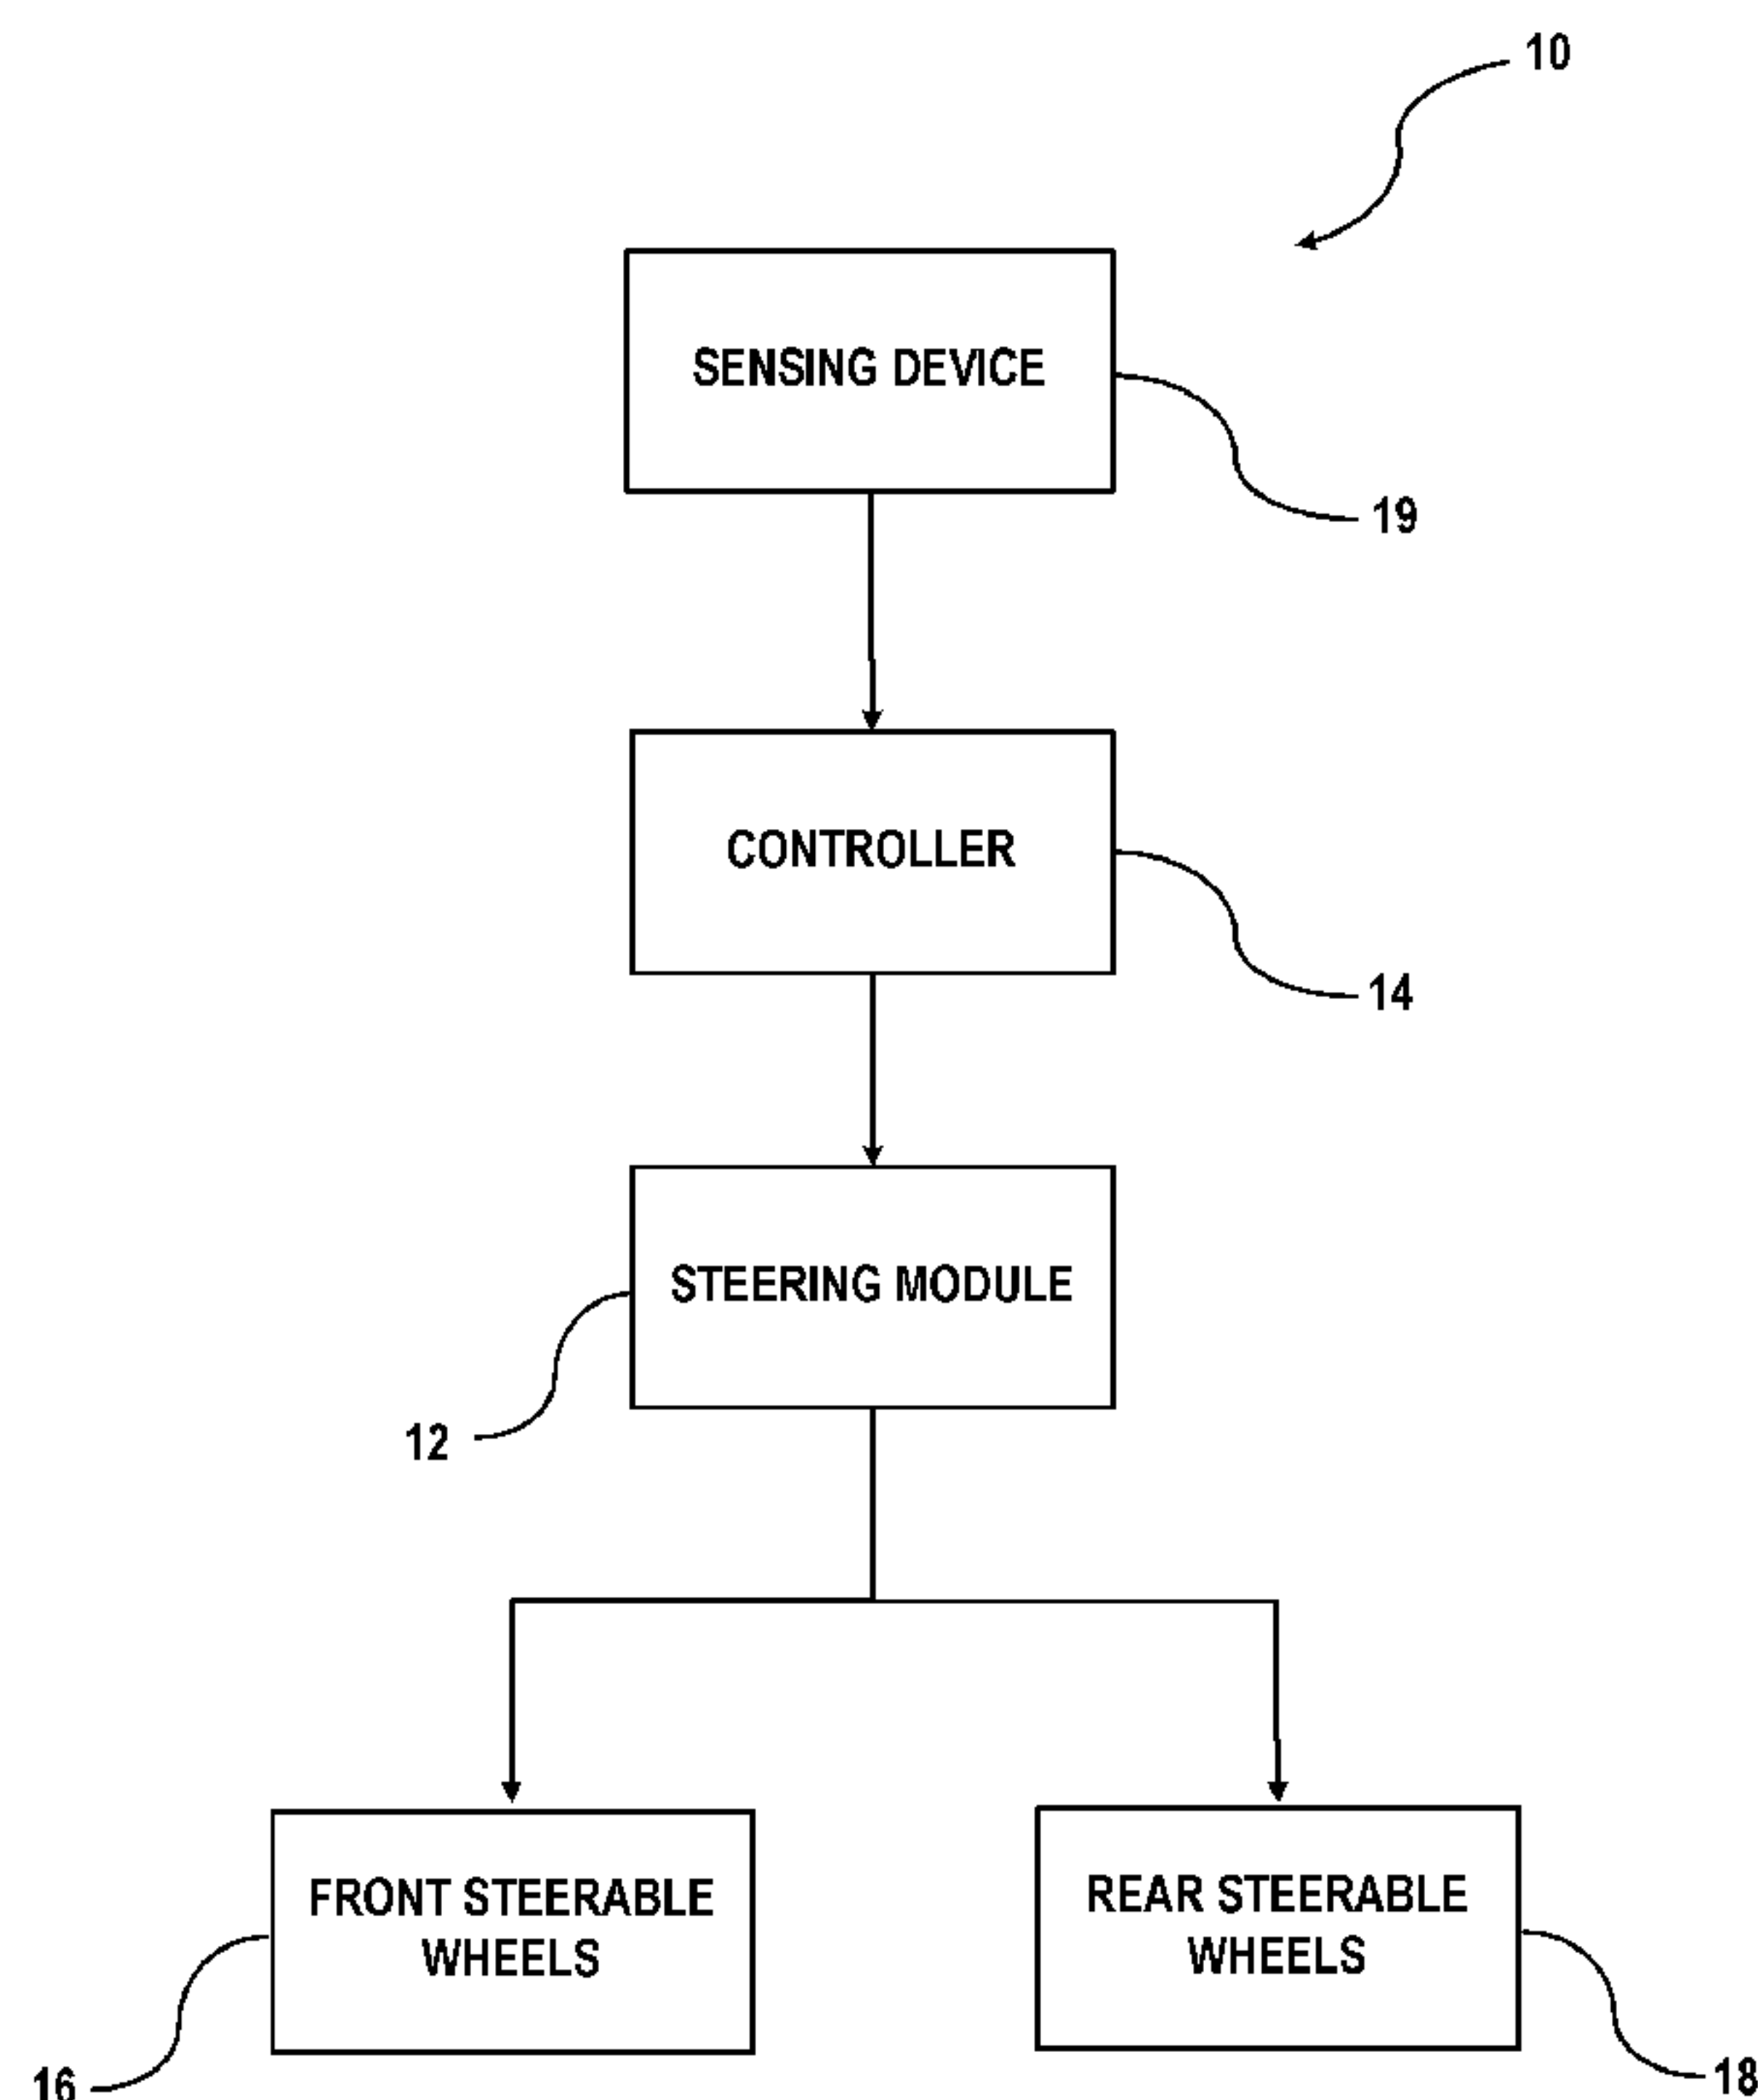 10
SENSING DEVICE
19
CONTROLLER
14
STEERING MODULE
12
FRONT STEERABLE
WHEELS
REAR STEERABLE
WHEELS
16
18